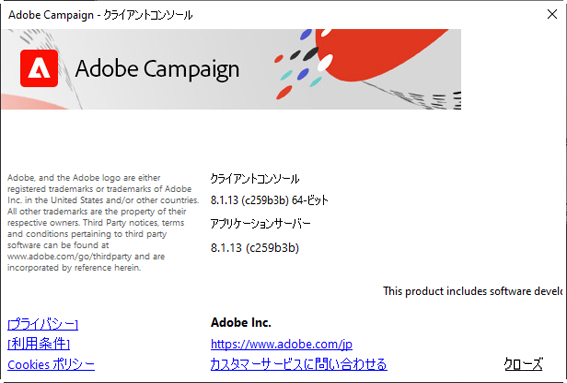 Adobe Campaign - クライアントコンソール
Adobe Campaign
Adobe, and the Adobe logo are either
registered trademarks or trademarks of Adobe
Inc. in the United States and/or other countries.
All other trademarks are the property of their
respective owners. Third Party notices, terms
and conditions pertaining to third party
software can be found at
www.adobe.com/go/thirdparty and are
incorporated by reference herein.
クライアントコンソール
8.1.13 (c259b3b) 64-ビット
アプリケーションサーバー
8.1.13 (c259b3b)
This product includes software develo
[プライバシー]
Adobe Inc.
[利用条件]
https://www.adobe.com/jp
Cookies ポリシー
カスタマーサービスに問い合わせる
クローズ